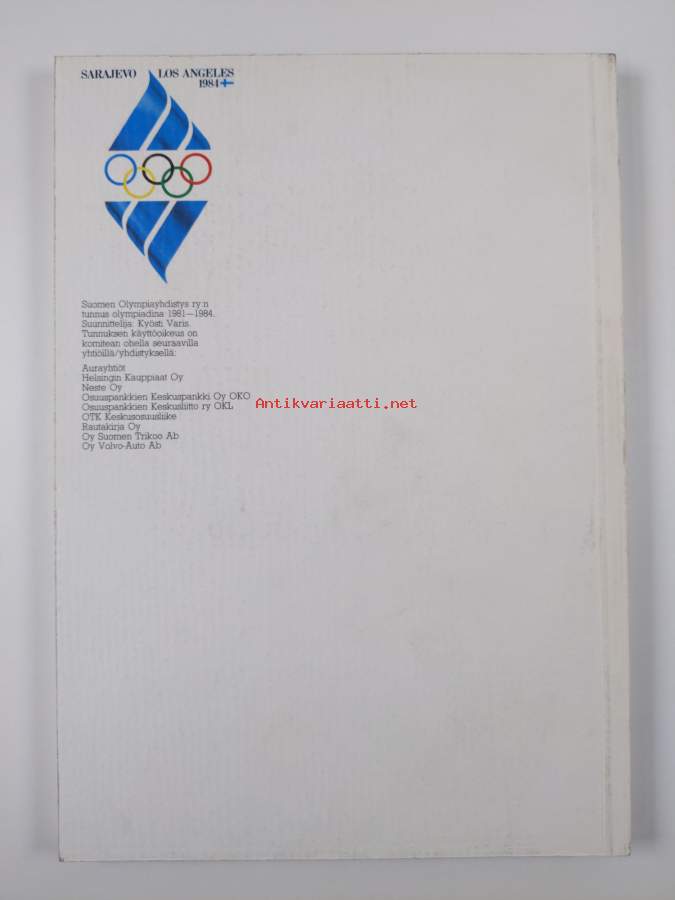 SARAJEVO LOS ANGELES
1984
Suomen Olympiayhdistys ry:n
tunnus olympiadina 1981—1984.
Suunnittelija: Kyösti Varis.
Tunnuksen käyttöoikeus on
komitean ohella seuraavilla
yhtiöillä/yhdistyksellä:
Aurayhtiöt
Helsingin Kauppiaat Oy
Neste Oy
Osuuspankkien Keskuspankki Oy OKO
Osuuspankkien Keskusliitto ry OKL
OTK Keskusosuusliike
Rautakirja Oy
Oy Suomen Trikoo Ab
Oy Volvo-Auto Ab
Antikvariaatti.net